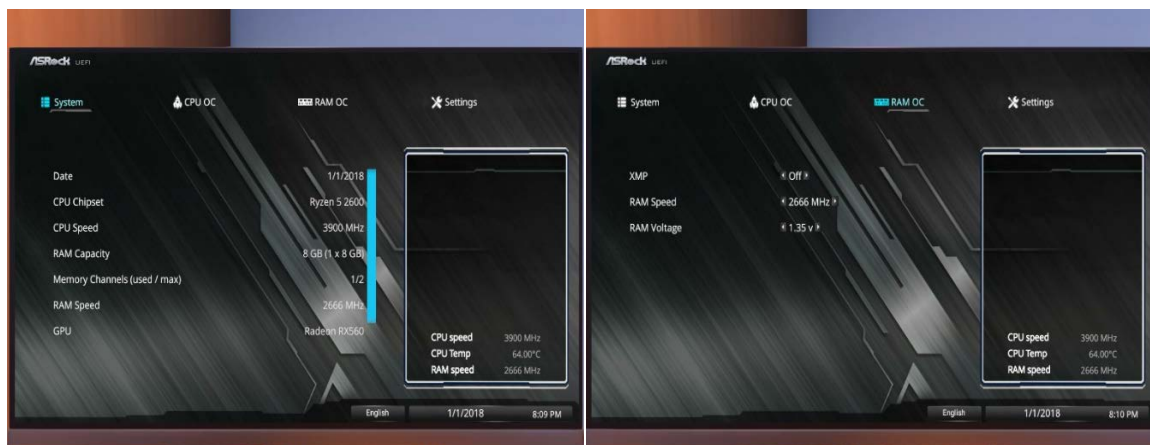 ASRock UEFI
System CPU OC RAM OC Settings
Date 1/1/2018
CPU Chipset Ryzen 5 2600
CPU Speed 3900 MHz
RAM Capacity 8 GB (1 x 8 GB)
Memory Channels (used / max) 1/2
RAM Speed 2666 MHz
GPU Radeon RX560
CPU speed 3900 MHz
CPU Temp 64.00°C
RAM speed 2666 MHz
English 1/1/2018 8:09 PM
ASRock UEFI
System CPU OC RAM OC Settings
XMP Off
RAM Speed 2666 MHz
RAM Voltage 1.35 v
CPU speed 3900 MHz
CPU Temp 64.00°C
RAM speed 2666 MHz
English 1/1/2018 8:10 PM